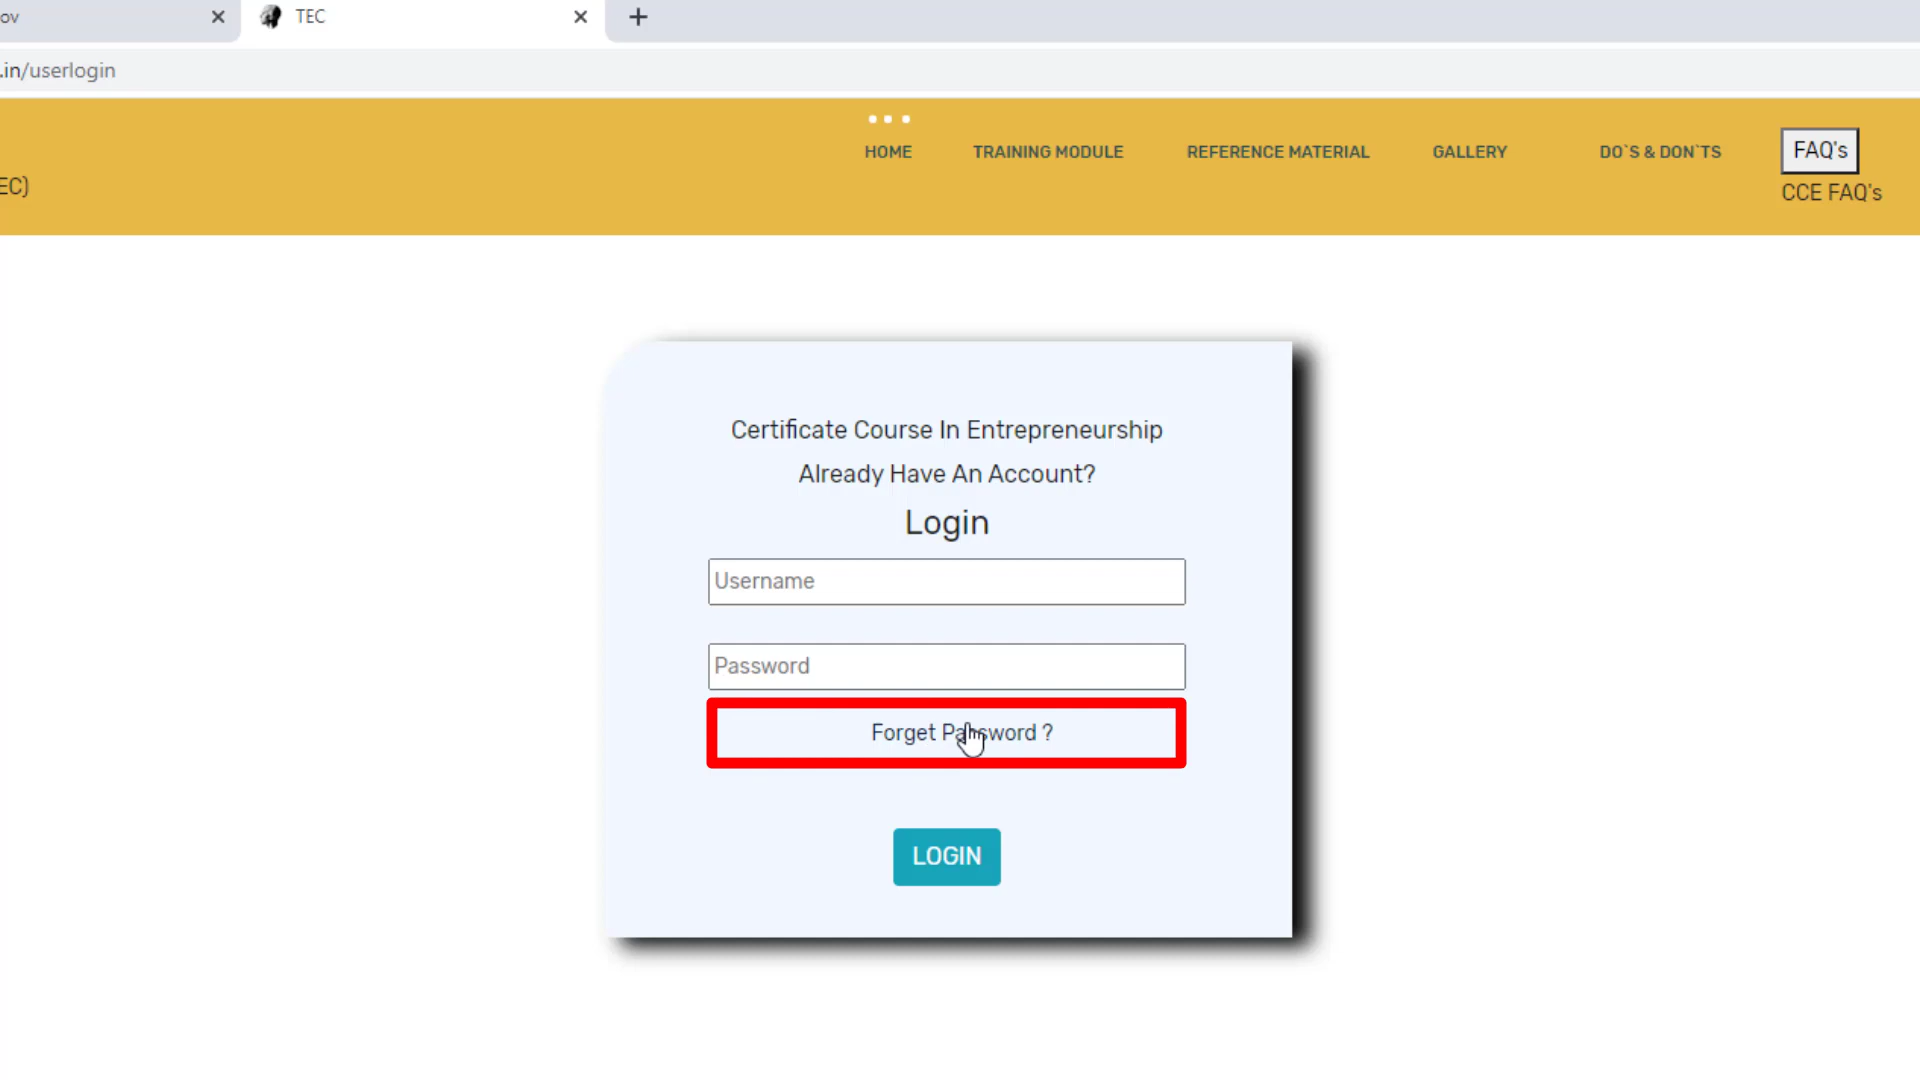 ov
TEC
.in/userlogin
HOME
TRAINING MODULE
REFERENCE MATERIAL
GALLERY
DO`S & DON`TS
FAQ's
CCE FAQ's
EC)
Certificate Course In Entrepreneurship
Already Have An Account?
Login
Username
Password
Forget Password ?
LOGIN